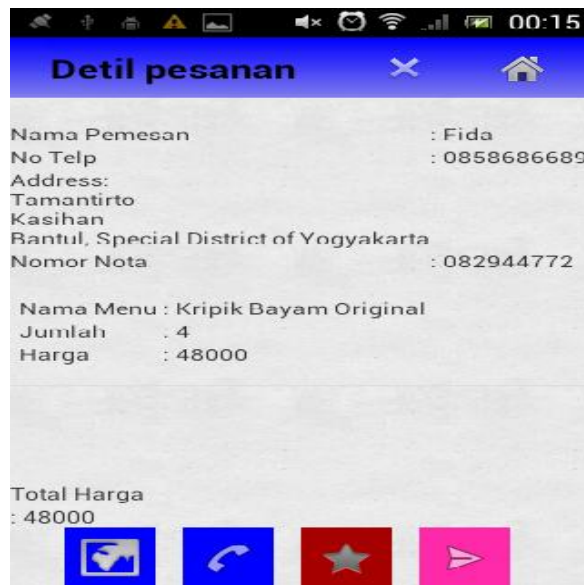 00:15
Detil pesanan
Nama Pemesan : Fida
No Telp : 0858686689
Address:
Tamantirto
Kasihan
Bantul, Special District of Yogyakarta
Nomor Nota : 082944772
Nama Menu : Kripik Bayam Original
Jumlah : 4
Harga : 48000
Total Harga
: 48000